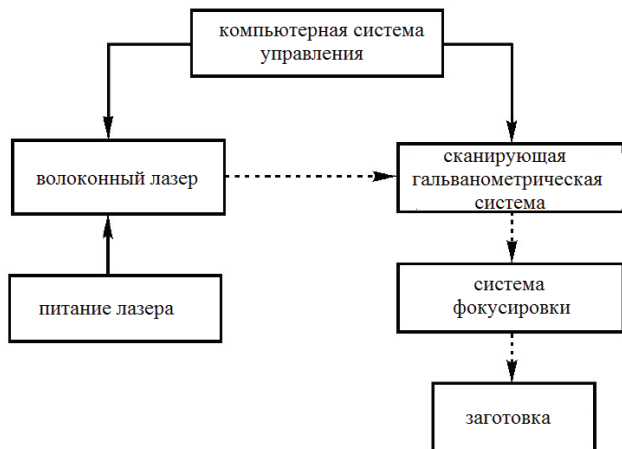 компьютерная система
управления
волоконный лазер
сканирующая
гальванометрическая
система
питание лазера
система
фокусировки
заготовка